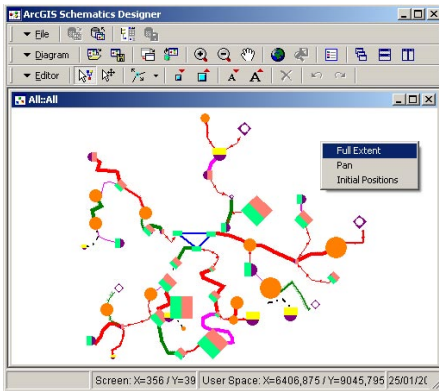 ArcGIS Schematics Designer
File
Diagram
Editor
A A
All::All
Full Extent
Pan
Initial Positions
Screen: X=356 / Y=39 User Space: X=6406,875 / Y=9045,795 25/01/20